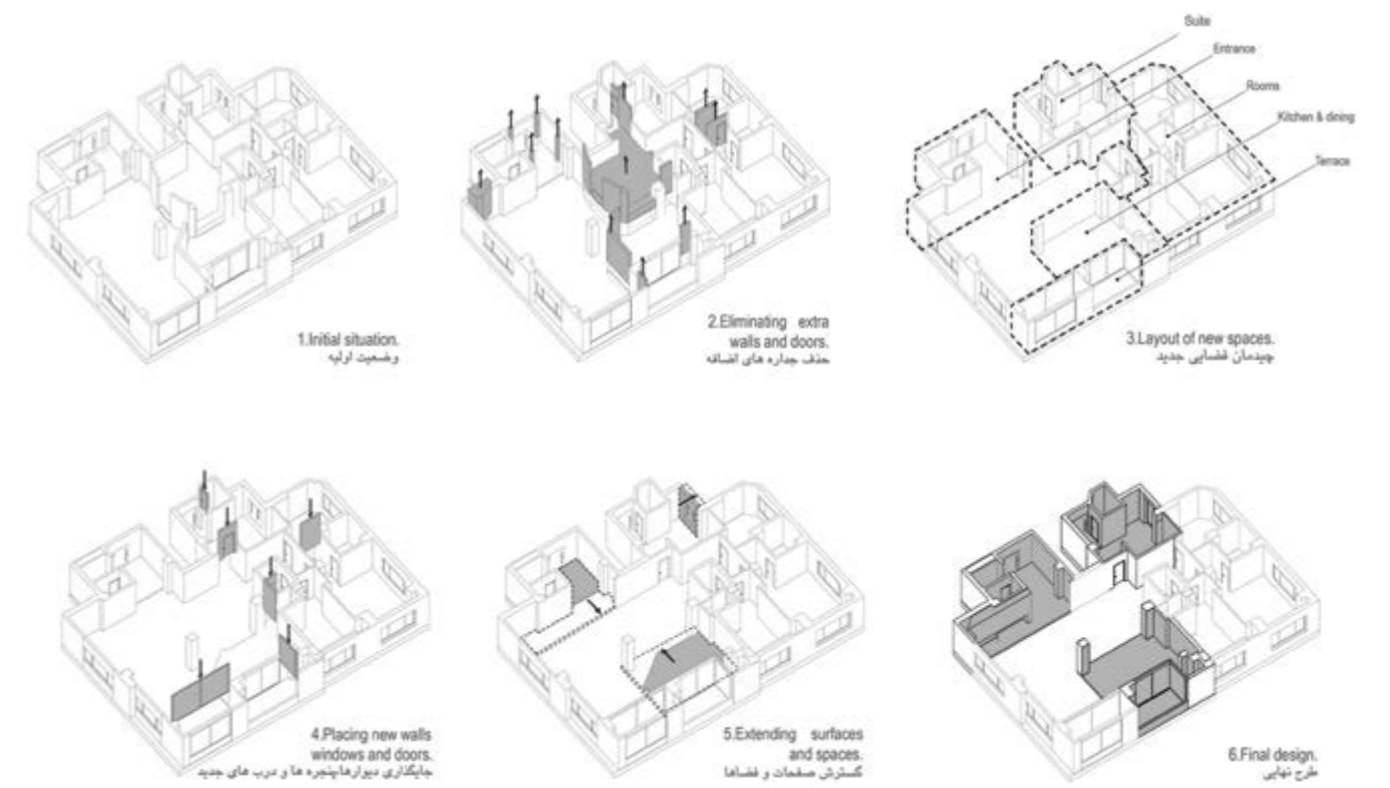 1.Initial situation.
وضعیت اولیه
2.Eliminating extra
walls and doors.
حذف جداره های اضافه
Suite
Entrance
Rooms
Kitchen & dining
Terrace
3.Layout of new spaces.
چیدمان فضایی جدید
4.Placing new walls
windows and doors.
جایگذاری دیوارها،پنجره ها و درب های جدید
5.Extending surfaces
and spaces.
گسترش صفحات و فضاها
6.Final design.
طرح نهایی